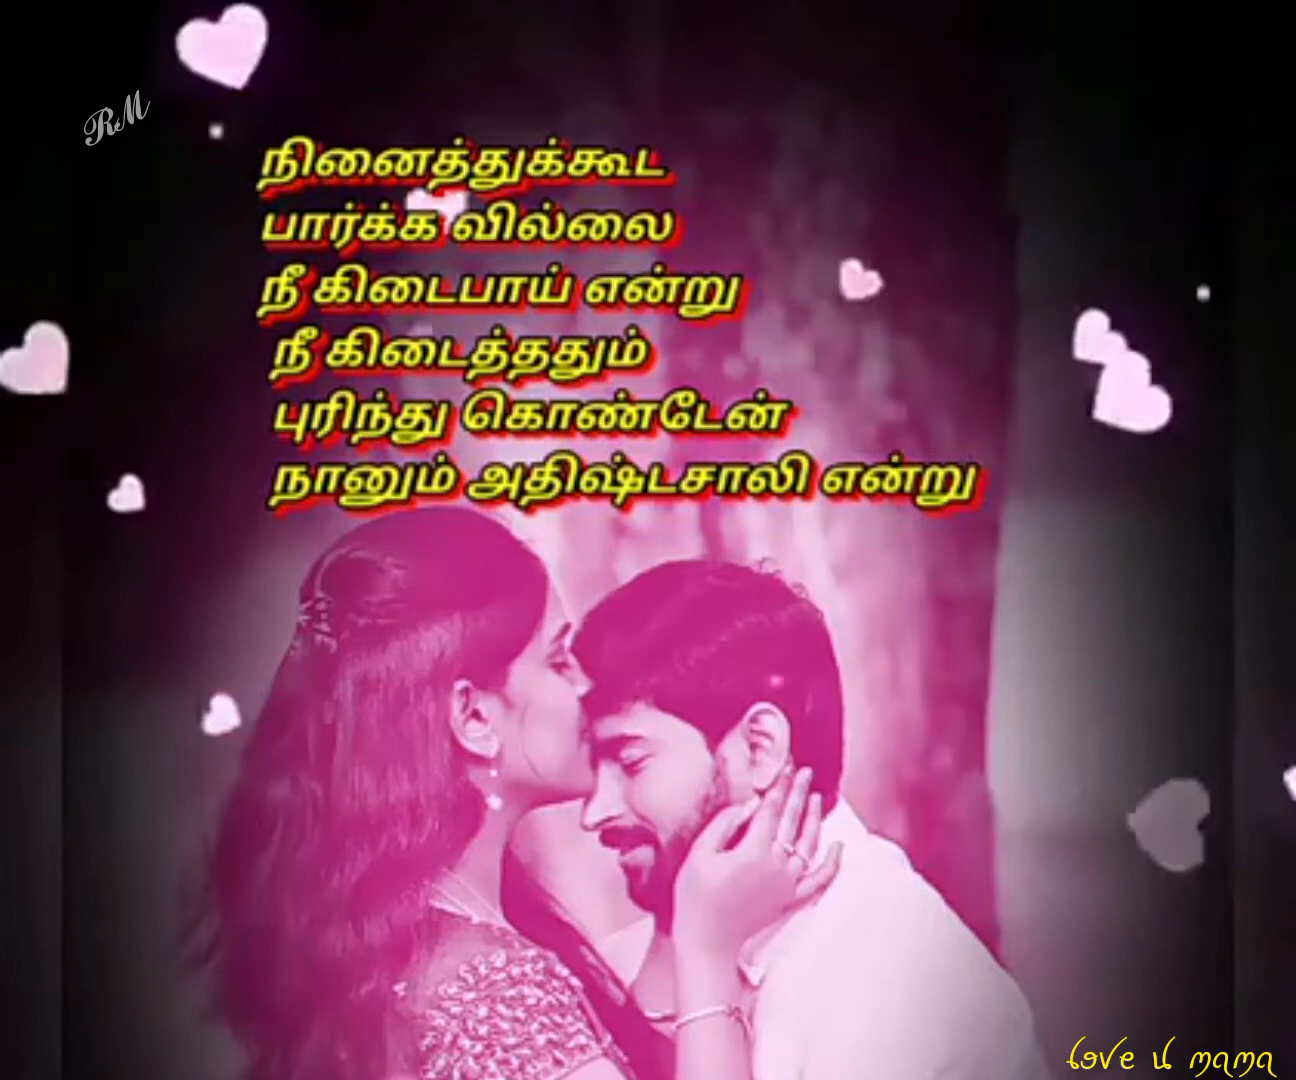 RM
நினைத்துக்கூட
பார்க்க வில்லை
நீ கிடைபாய் என்று
நீ கிடைத்ததும்
புரிந்து கொண்டேன்
நானும் அதிஷ்டசாலி என்று
love u mama